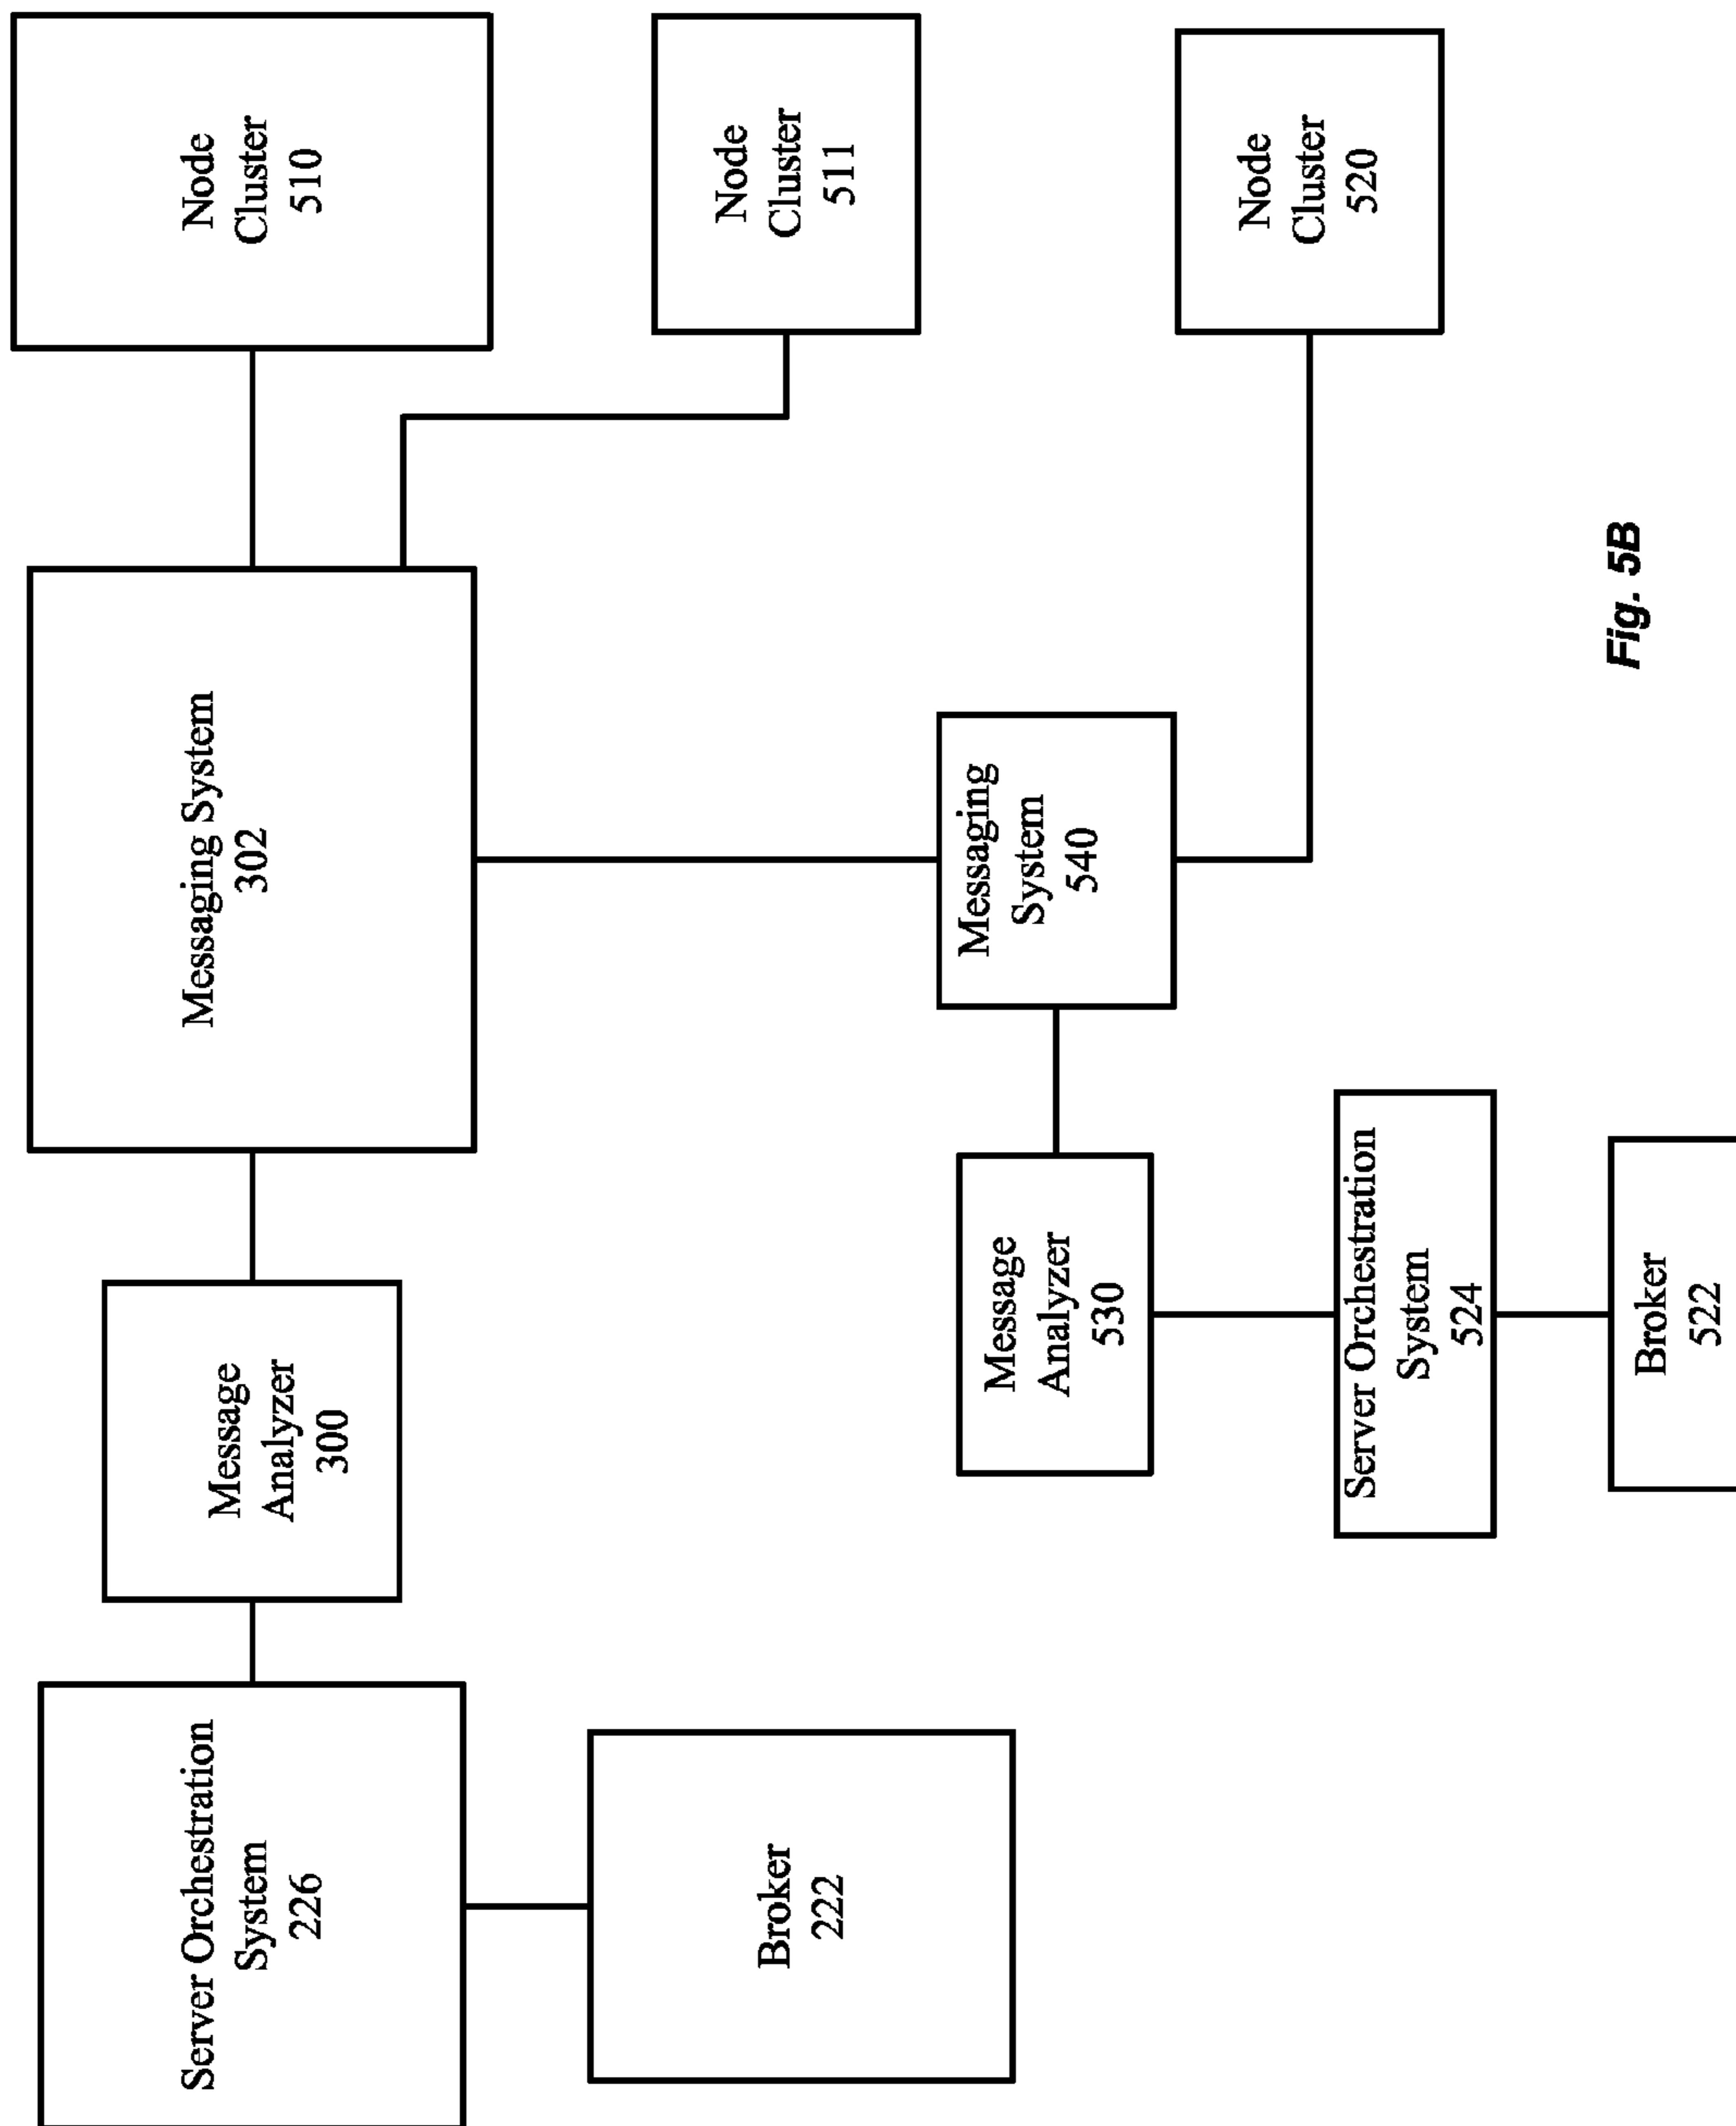 Server Orchestration
System
226
Message
Analyzer
300
Messaging System
302
Node
Cluster
510
Broker
222
Node
Cluster
511
Messaging
System
540
Message
Analyzer
530
Node
Cluster
520
Server Orchestration
System
524
Broker
522
Fig. 5B